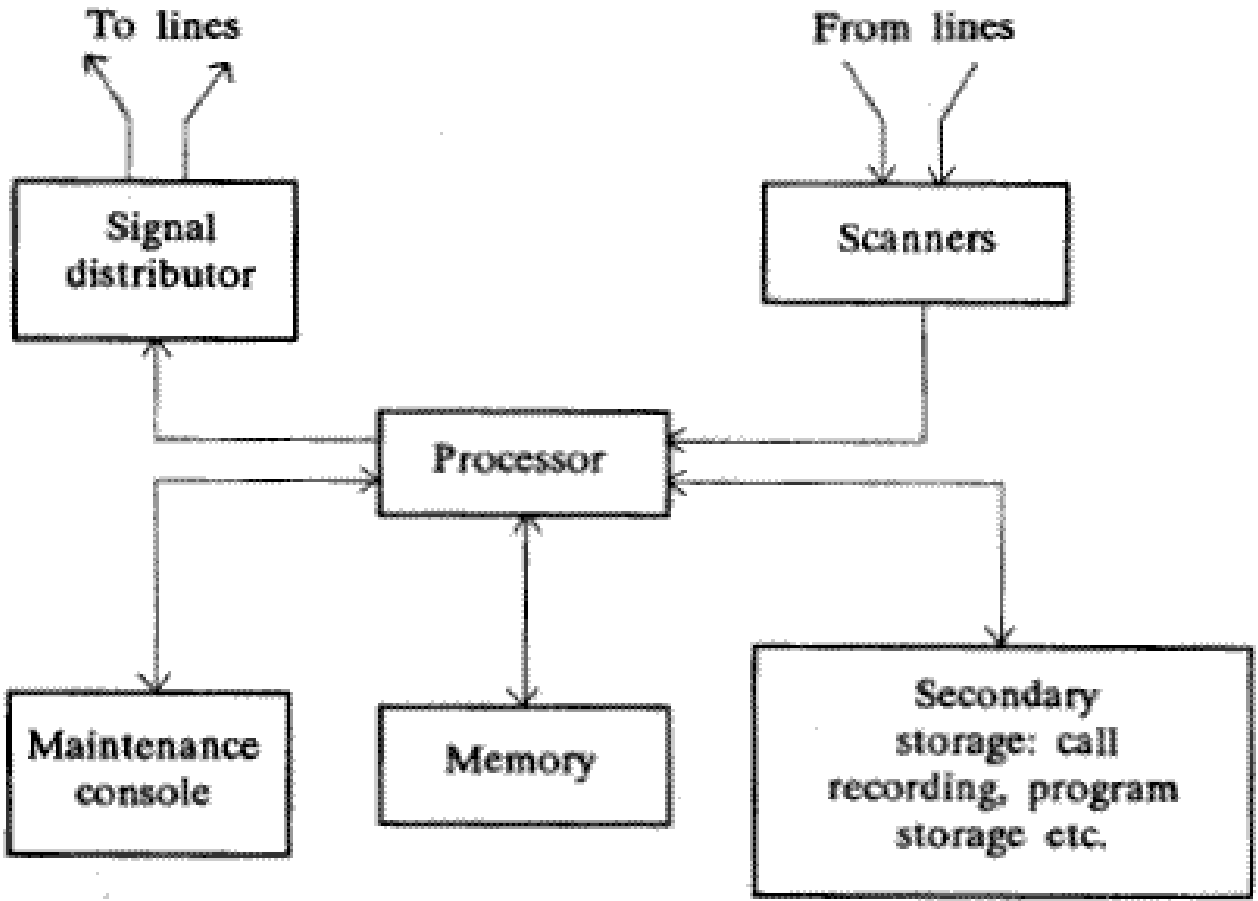 To lines
From lines
Signal
distributor
Scanners
Processor
Maintenance
console
Memory
Secondary
storage: call
recording, program
storage etc.